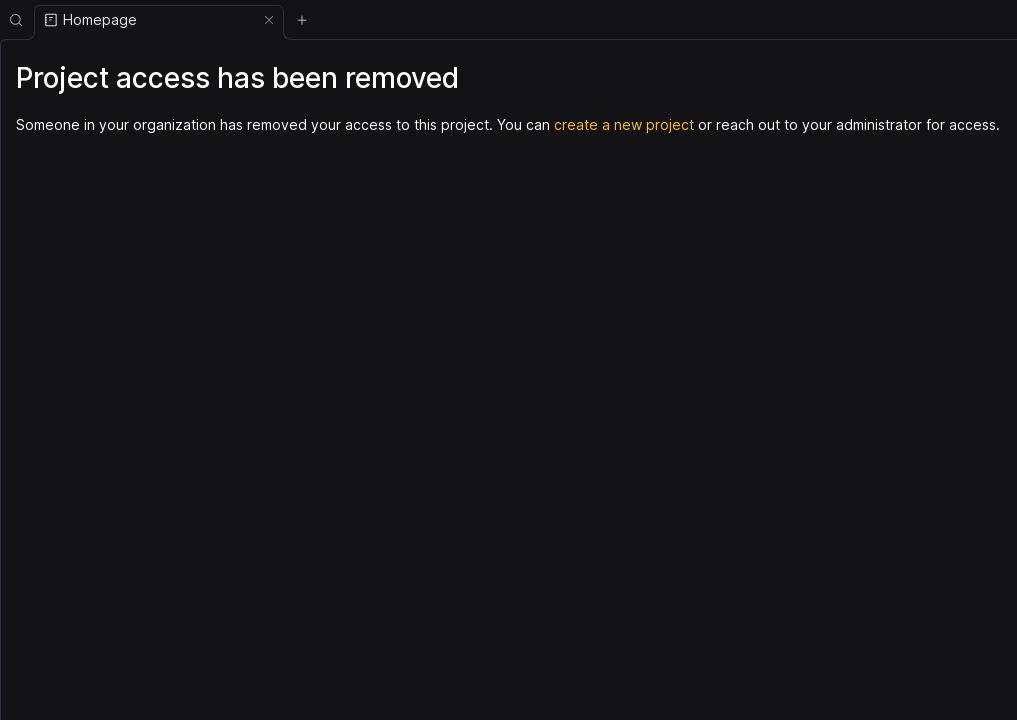 Homepage
Project access has been removed
Someone in your organization has removed your access to this project. You can create a new project or reach out to your administrator for access.